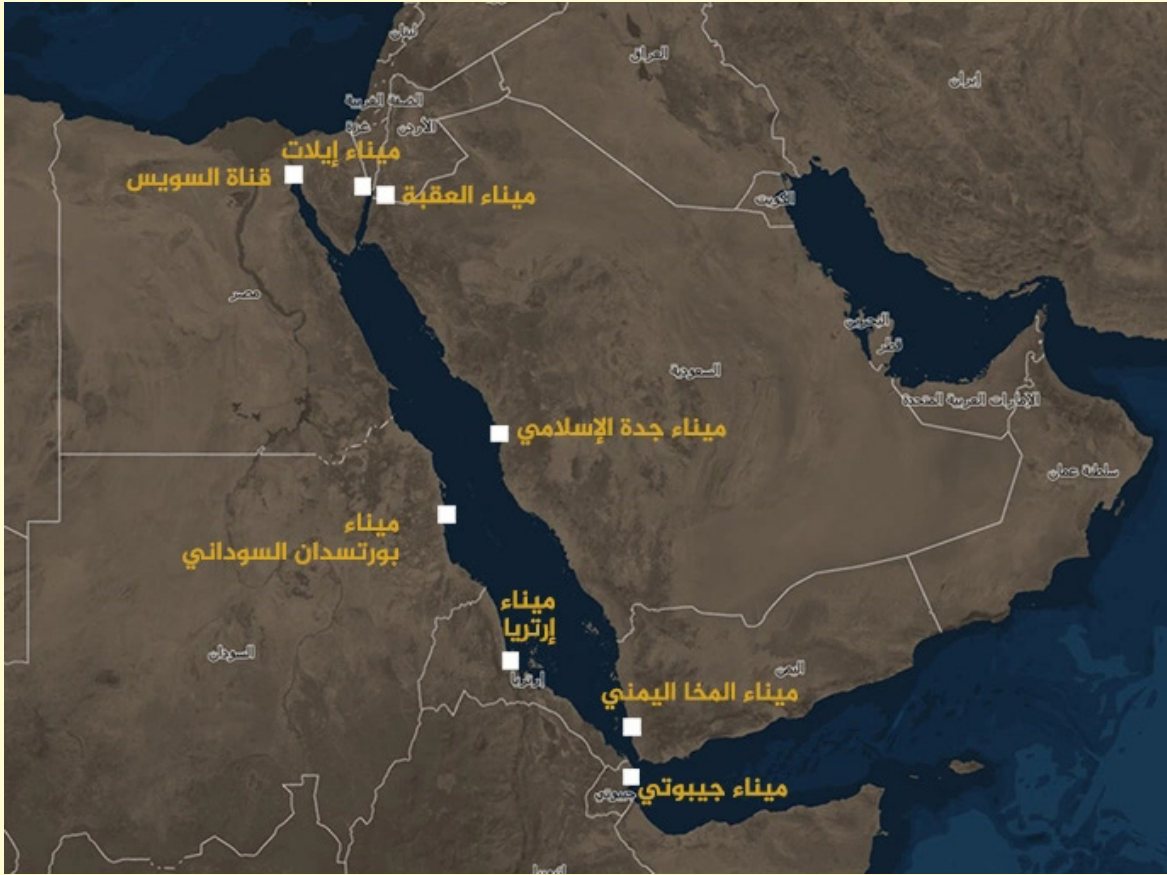 لبنان
العراق
إيران
الضفة الغربية
غزة
الأردن
ميناء إيلات
قناة السويس
ميناء العقبة
الكويت
مصر
البحرين
قطر
السعودية
الإمارات العربية المتحدة
ميناء جدة الإسلامي
سلطنة عمان
ميناء
بورتسدان السوداني
ميناء
إرتريا
السودان
إرتريا
اليمن
ميناء المخا اليمني
ميناء جيبوتي
جيبوتي